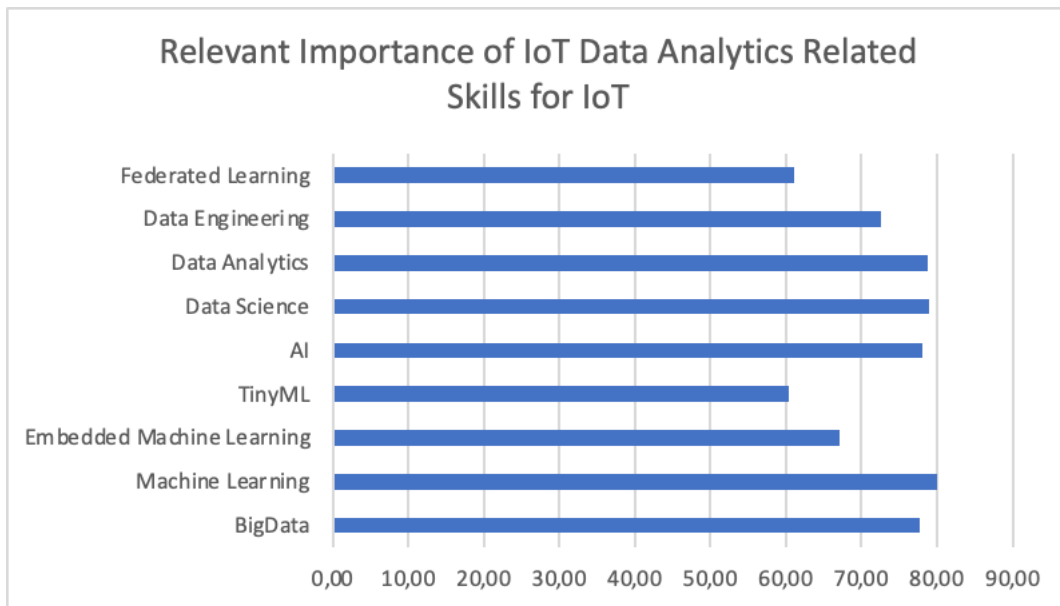 Relevant Importance of IoT Data Analytics Related
Skills for IoT
Federated Learning
Data Engineering
Data Analytics
Data Science
AI
TinyML
Embedded Machine Learning
Machine Learning
BigData
0,00 10,00 20,00 30,00 40,00 50,00 60,00 70,00 80,00 90,00